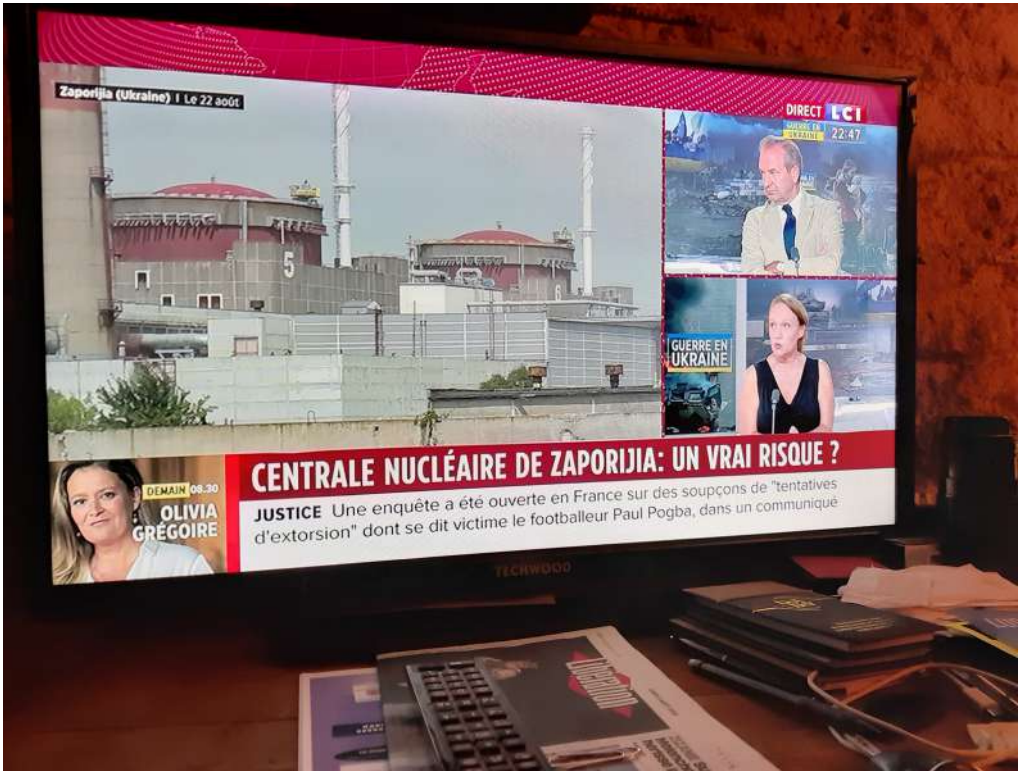 Zaporijia (Ukraine) I Le 22 août
DIRECT LCI
GUERRE EN
UKRAINE
22:47
5
6
GUERRE EN
UKRAINE
CENTRALE NUCLÉAIRE DE ZAPORIJIA: UN VRAI RISQUE ?
DEMAIN 08.30
OLIVIA
GRÉGOIRE
JUSTICE Une enquête a été ouverte en France sur des soupçons de "tentatives
d'extorsion" dont se dit victime le footballeur Paul Pogba, dans un communiqué
TECHWOOD
Libération